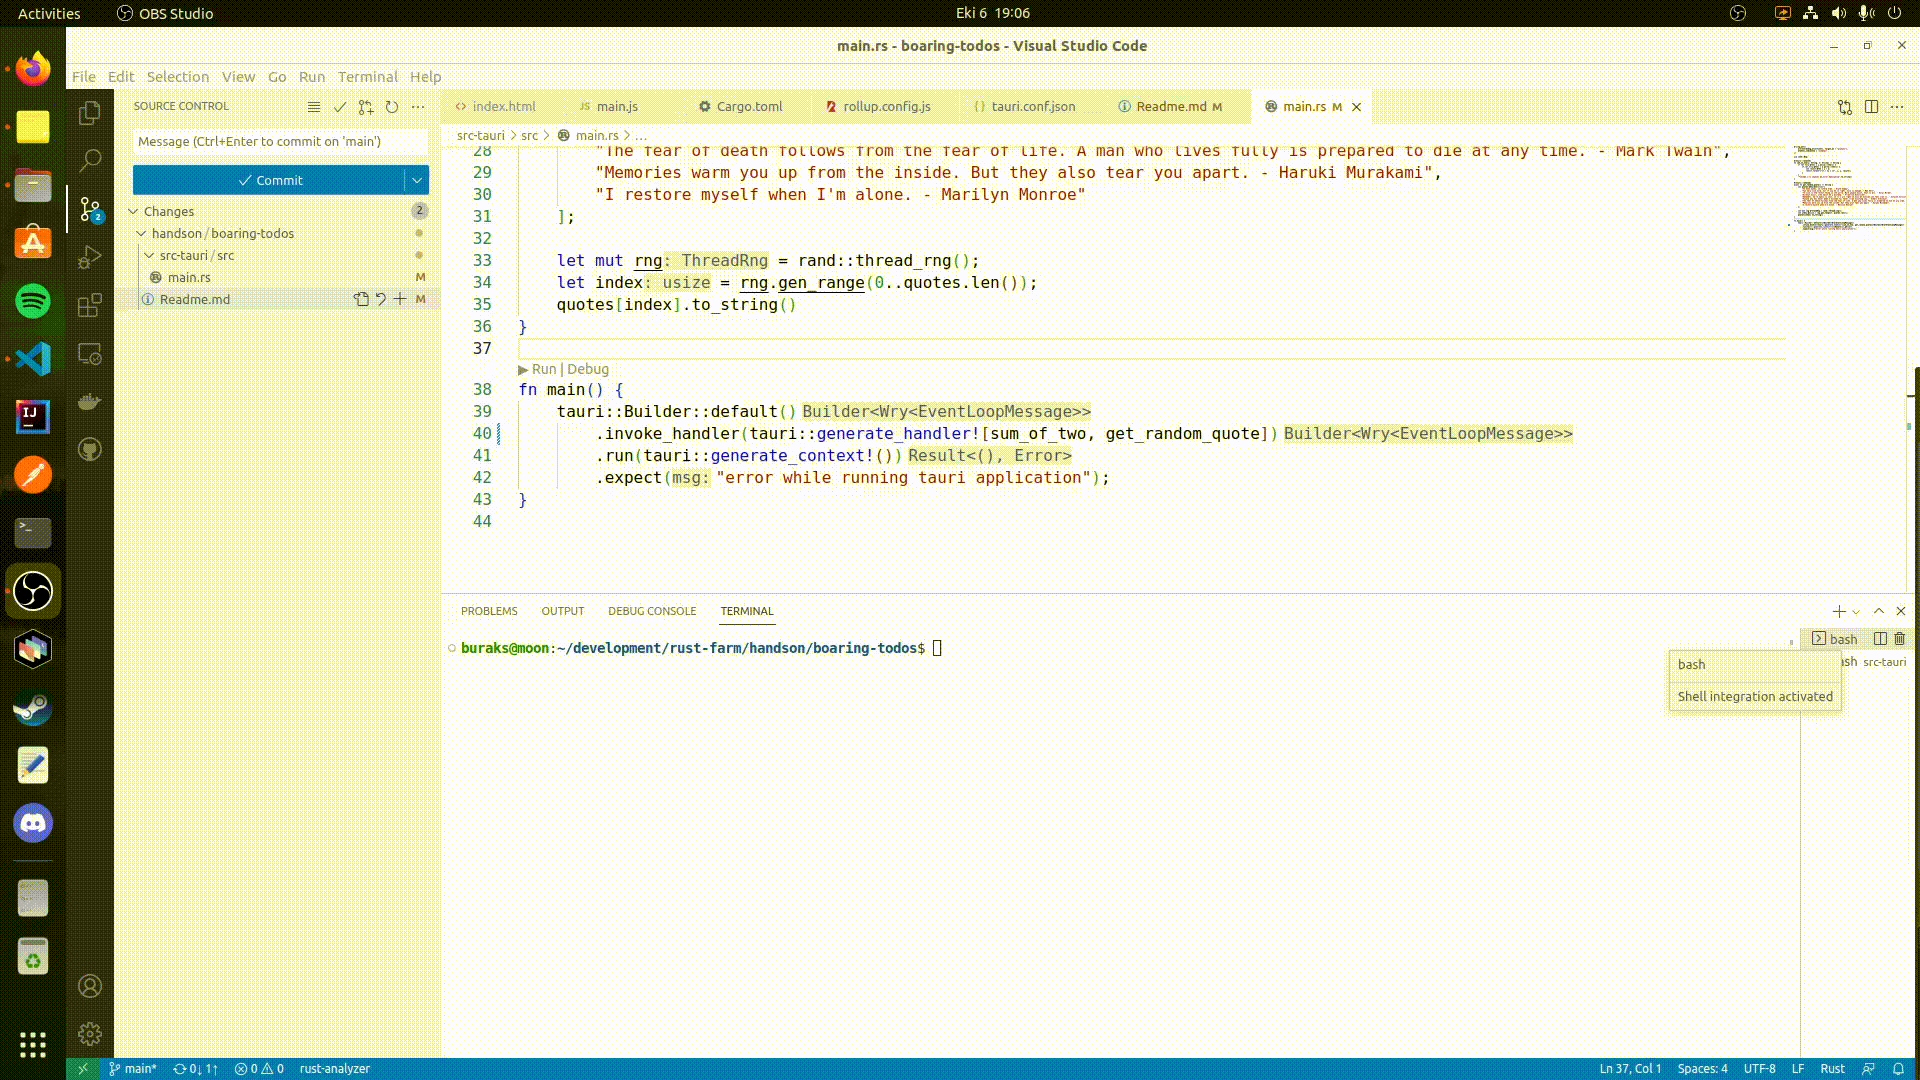 Activities OBS Studio Eki 6 19:06
main.rs - boaring-todos - Visual Studio Code
File Edit Selection View Go Run Terminal Help
SOURCE CONTROL
Message (Ctrl+Enter to commit on 'main')
Commit
Changes 2
handson / boaring-todos
src-tauri / src
main.rs M
Readme.md M
2
index.html JS main.js Cargo.toml rollup.config.js {} tauri.conf.json Readme.md M main.rs M
src-tauri > src > main.rs > ...
28 "The fear of death follows from the fear of life. A man who lives fully is prepared to die at any time. - Mark Twain",
29 "Memories warm you up from the inside. But they also tear you apart. - Haruki Murakami",
30 "I restore myself when I'm alone. - Marilyn Monroe"
31 ];
32
33 let mut rng: ThreadRng = rand::thread_rng();
34 let index: usize = rng.gen_range(0..quotes.len());
35 quotes[index].to_string()
36 }
37
Run | Debug
38 fn main() {
39 tauri::Builder::default() Builder<Wry<EventLoopMessage>>
40 .invoke_handler(tauri::generate_handler![sum_of_two, get_random_quote]) Builder<Wry<EventLoopMessage>>
41 .run(tauri::generate_context!()) Result<(), Error>
42 .expect(msg: "error while running tauri application");
43 }
44
PROBLEMS OUTPUT DEBUG CONSOLE TERMINAL
buraks@moon:~/development/rust-farm/handson/boaring-todos$
bash
ash src-tauri
bash
Shell integration activated
IJ
main* 0↓ 1↑ 0 0 rust-analyzer Ln 37, Col 1 Spaces: 4 UTF-8 LF Rust